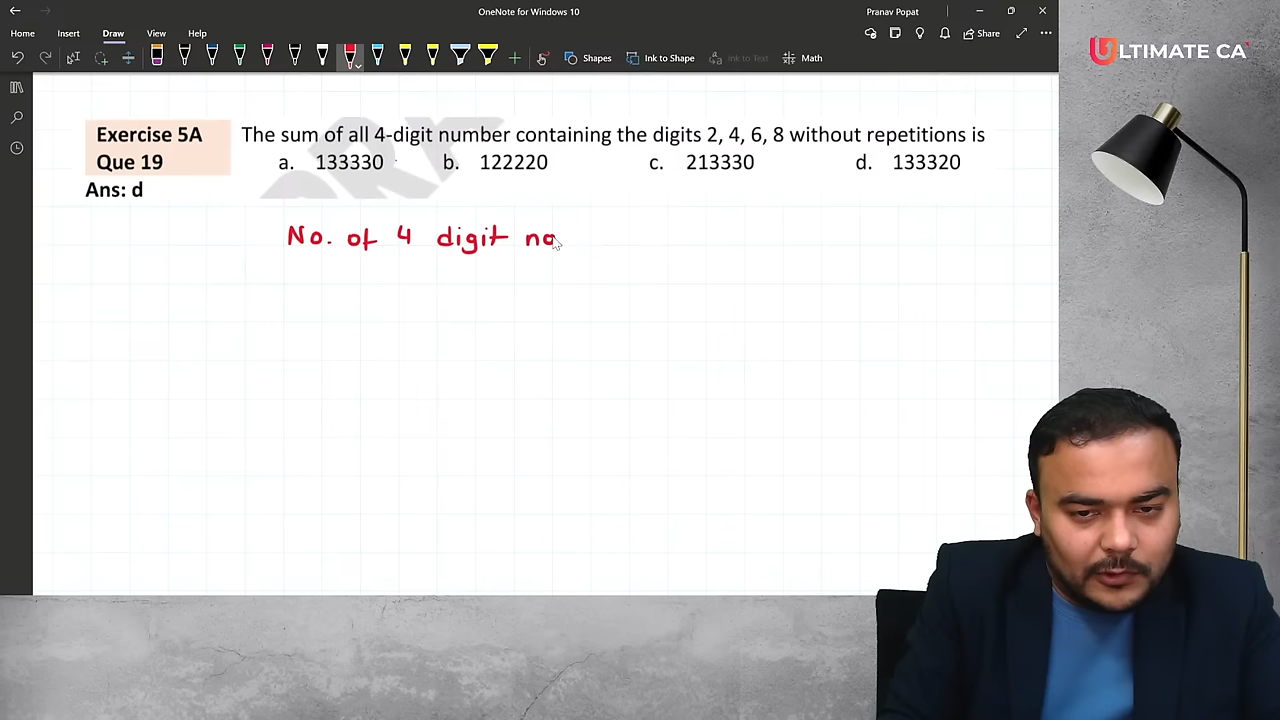 OneNote for Windows 10
Pranav Popat
Home Insert Draw View Help
Share
Shapes Ink to Shape Ink to Text Math
ULTIMATE CA
Exercise 5A The sum of all 4-digit number containing the digits 2, 4, 6, 8 without repetitions is
Que 19 a. 133330 b. 122220 c. 213330 d. 133320
Ans: d
No. of 4 digit no